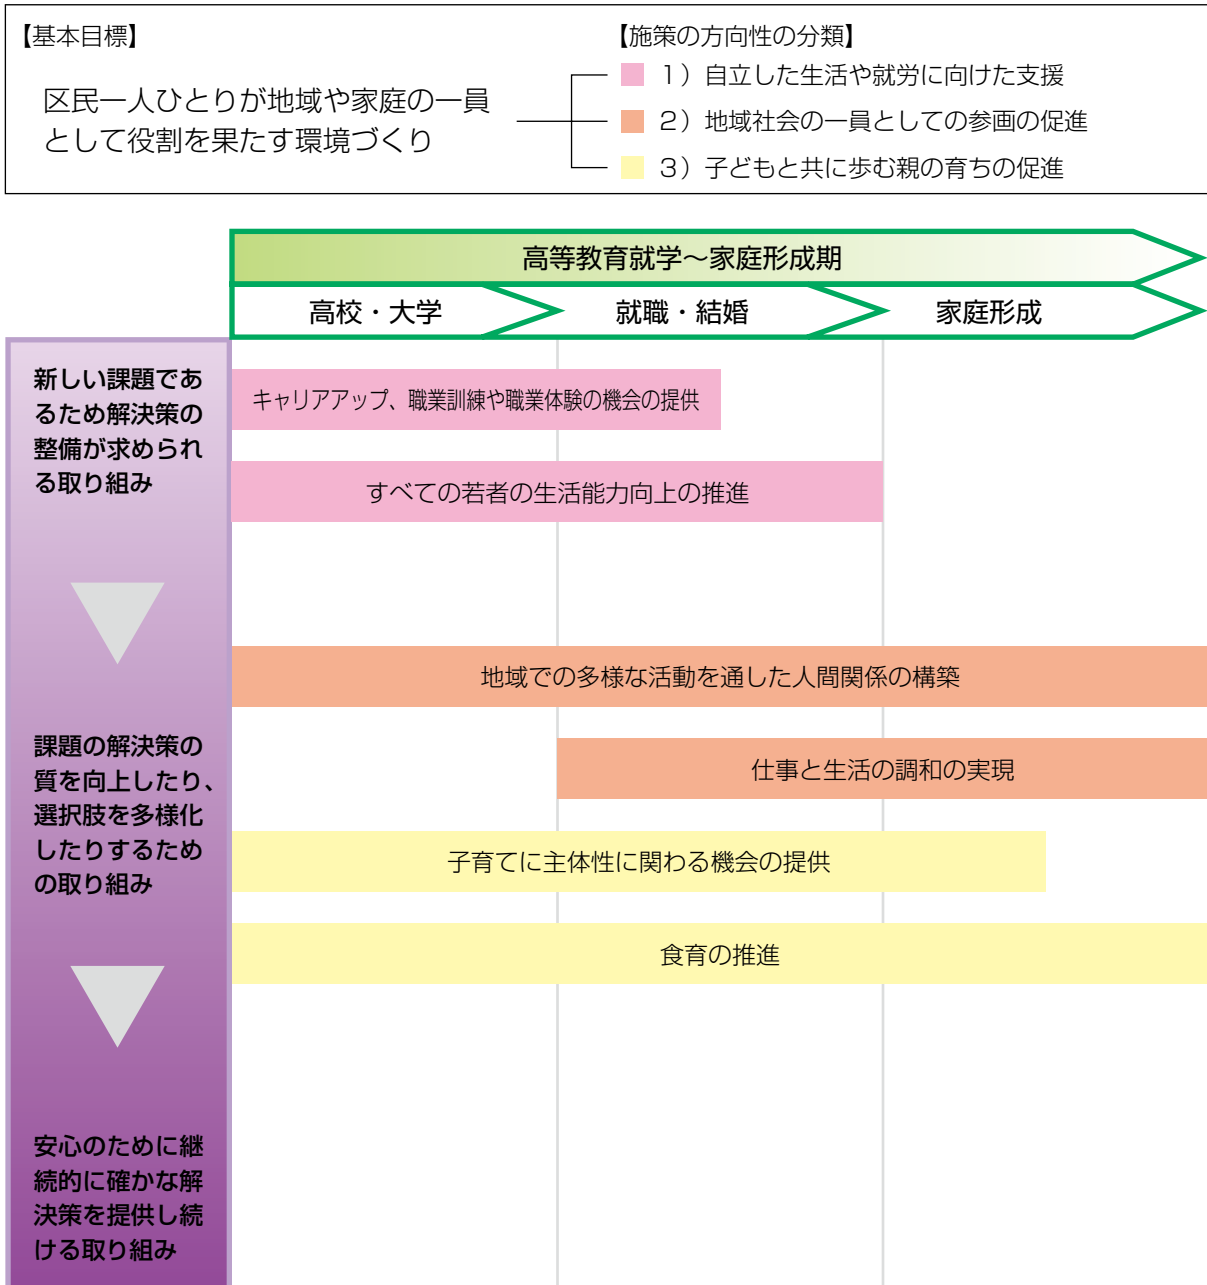 【基本目標】
区民一人ひとりが地域や家庭の一員
として役割を果たす環境づくり
【施策の方向性の分類】
1）自立した生活や就労に向けた支援
2）地域社会の一員としての参画の促進
3）子どもと共に歩む親の育ちの促進
高等教育就学～家庭形成期
高校・大学
就職・結婚
家庭形成
新しい課題であ
るため解決策の
整備が求められ
る取り組み
キャリアアップ、職業訓練や職業体験の機会の提供
すべての若者の生活能力向上の推進
地域での多様な活動を通した人間関係の構築
課題の解決策の
質を向上したり、
選択肢を多様化
したりするため
の取り組み
仕事と生活の調和の実現
子育てに主体性に関わる機会の提供
食育の推進
安心のために継
続的に確かな解
決策を提供し続
ける取り組み